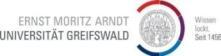 ERNST MORITZ ARNDT
UNIVERSITÄT GREIFSWALD
Wissen
lockt.
Seit 1456